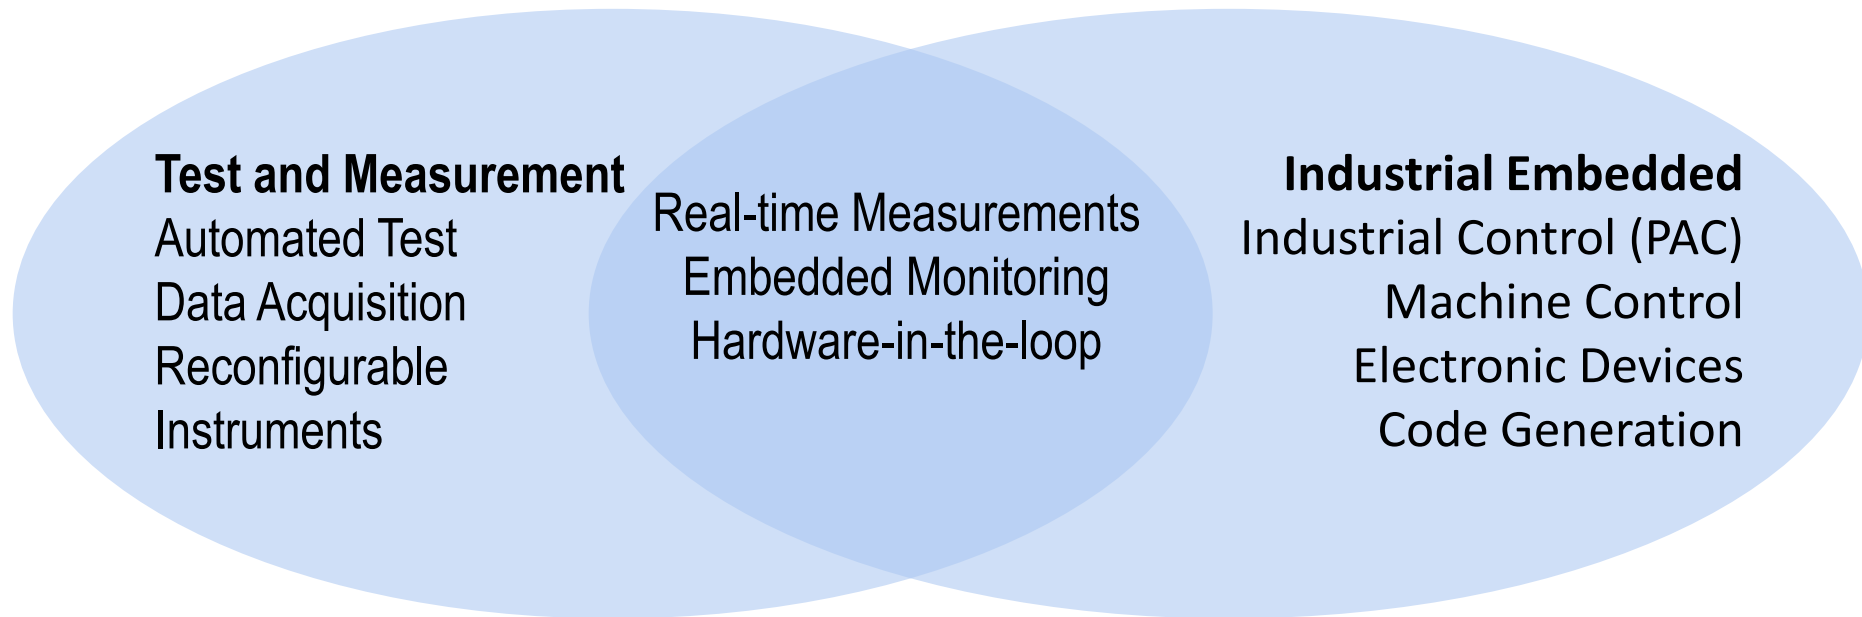 Test and Measurement
Automated Test
Data Acquisition
Reconfigurable
Instruments
Real-time Measurements
Embedded Monitoring
Hardware-in-the-loop
Industrial Embedded
Industrial Control (PAC)
Machine Control
Electronic Devices
Code Generation